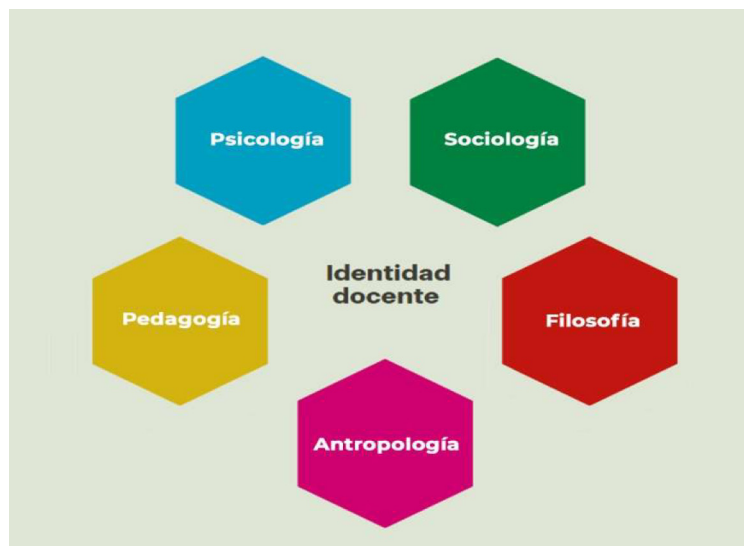 Psicología
Sociología
Identidad
docente
Pedagogía
Filosofía
Antropología